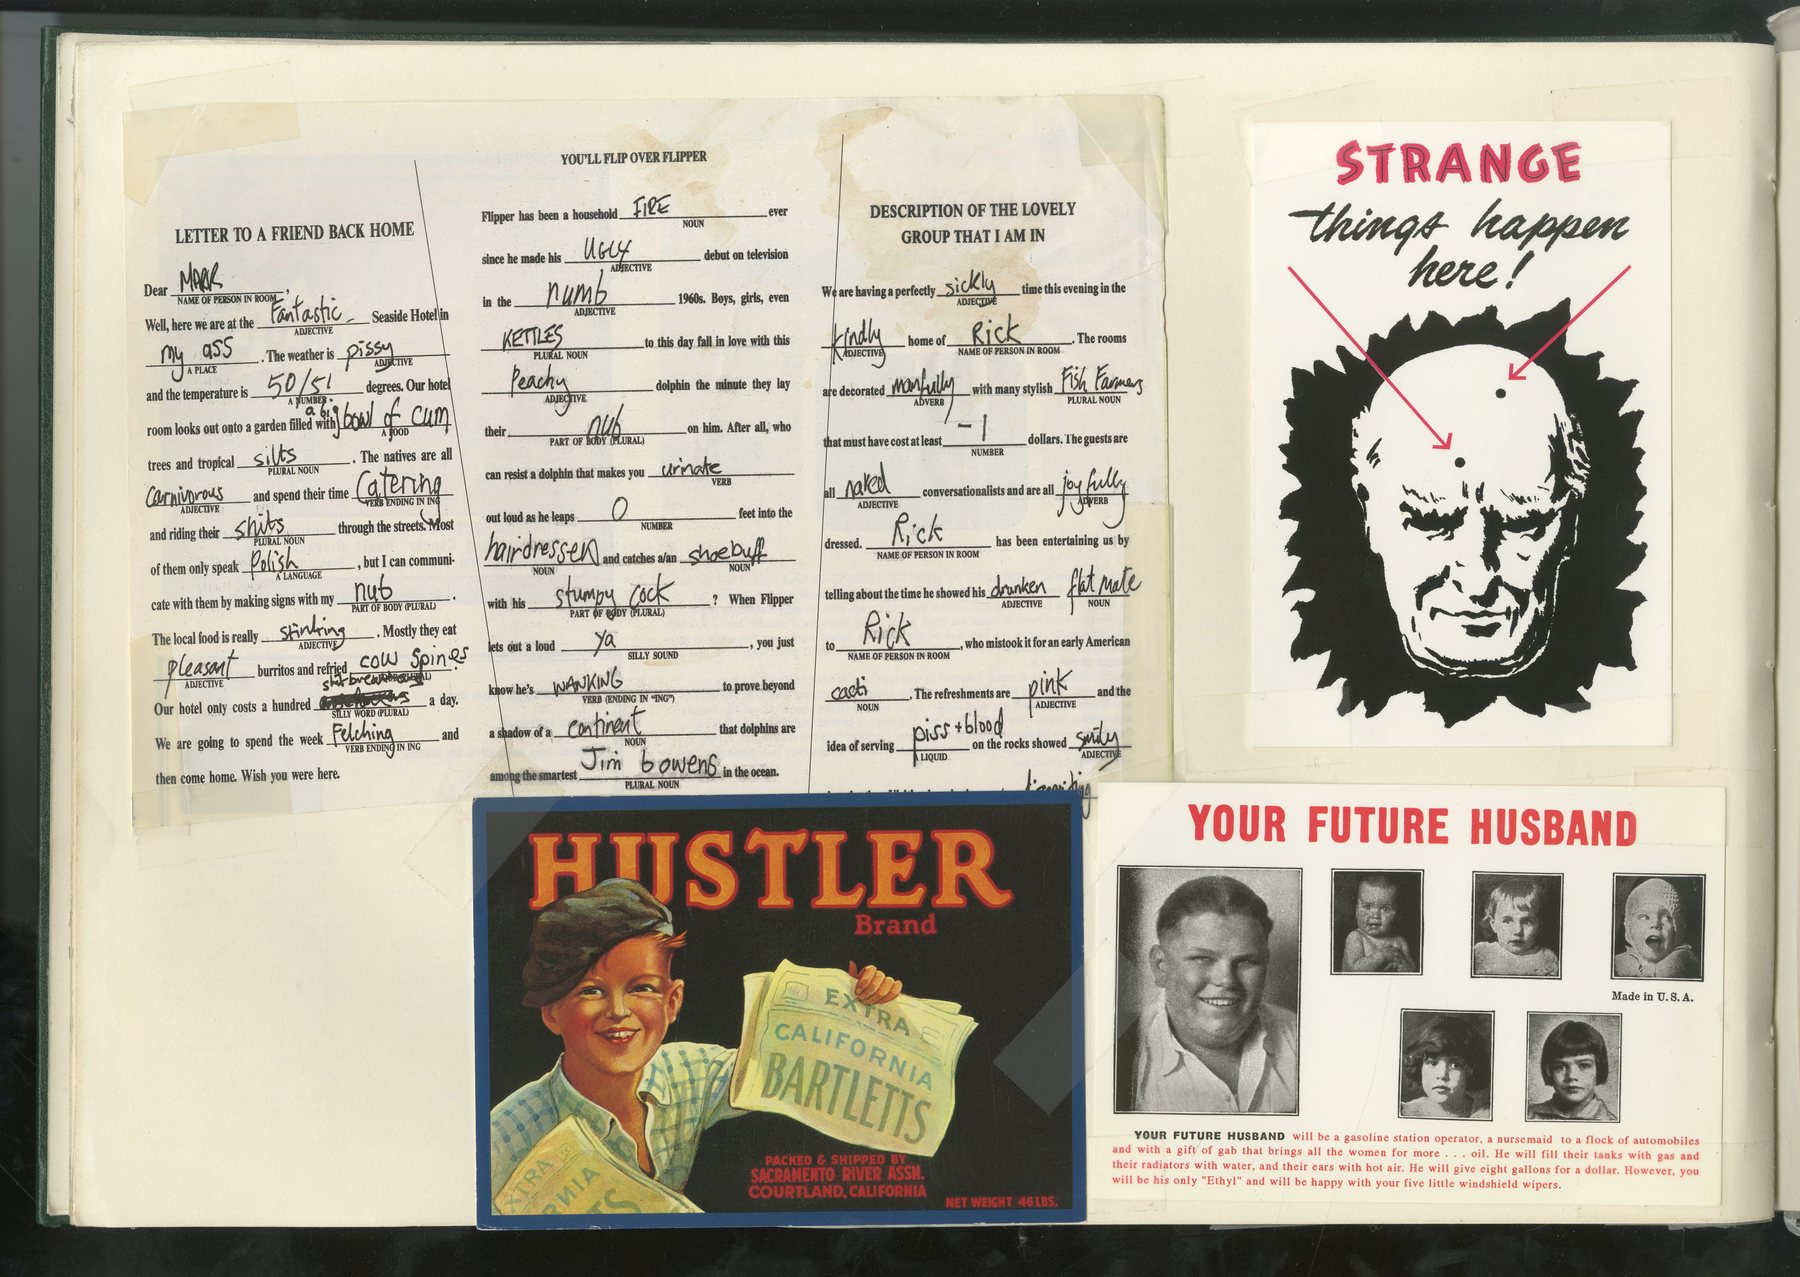 LETTER TO A FRIEND BACK HOME
Dear MARK,
NAME OF PERSON IN ROOM
Well, here we are at the Fantastic Seaside Hotel in
ADJECTIVE
my ass. The weather is pissy
A PLACE ADJECTIVE
and the temperature is 50/51 degrees. Our hotel
A NUMBER
room looks out onto a garden filled with a big bowl of cum
A FOOD
trees and tropical silts. The natives are all
PLURAL NOUN
carnivorous and spend their time Catering
ADJECTIVE VERB ENDING IN ING
and riding their shits through the streets. Most
PLURAL NOUN
of them only speak Polish, but I can communi-
A LANGUAGE
cate with them by making signs with my nub.
PART OF BODY (PLURAL)
The local food is really stinking. Mostly they eat
ADJECTIVE
pleasant burritos and refried cow spines.
ADJECTIVE (PLURAL)
Our hotel only costs a hundred a day.
SILLY WORD (PLURAL)
We are going to spend the week Felching and
VERB ENDING IN ING
then come home. Wish you were here.
YOU'LL FLIP OVER FLIPPER
Flipper has been a household FIRE ever
NOUN
since he made his UGLY debut on television
ADJECTIVE
in the numb 1960s. Boys, girls, even
ADJECTIVE
KETTLES to this day fall in love with this
PLURAL NOUN
Peachy dolphin the minute they lay
ADJECTIVE
their nub on him. After all, who
PART OF BODY (PLURAL)
can resist a dolphin that makes you urinate
VERB
out loud as he leaps 0 feet into the
NUMBER
hairdresser and catches a/an shoebuff
NOUN NOUN
with his stumpy cock? When Flipper
PART OF BODY (PLURAL)
lets out a loud ya, you just
SILLY SOUND
know he's WANKING to prove beyond
VERB (ENDING IN "ING")
a shadow of a continent that dolphins are
NOUN
among the smartest Jim bowens in the ocean.
PLURAL NOUN
DESCRIPTION OF THE LOVELY
GROUP THAT I AM IN
We are having a perfectly sickly time this evening in the
ADJECTIVE
kindly home of Rick. The rooms
ADJECTIVE NAME OF PERSON IN ROOM
are decorated manfully with many stylish Fish Farmers
ADVERB PLURAL NOUN
that must have cost at least -1 dollars. The guests are
NUMBER
all naked conversationalists and are all joyfully
ADJECTIVE ADVERB
dressed. Rick has been entertaining us by
NAME OF PERSON IN ROOM
telling about the time he showed his drunken flat mate
ADJECTIVE NOUN
to Rick, who mistook it for an early American
NAME OF PERSON IN ROOM
cacti. The refreshments are pink and the
NOUN ADJECTIVE
idea of serving piss + blood on the rocks showed smily
A LIQUID ADJECTIVE
STRANGE
things happen
here!
HUSTLER
Brand
EXTRA
CALIFORNIA
BARTLETTS
PACKED & SHIPPED BY
SACRAMENTO RIVER ASSN.
COURTLAND, CALIFORNIA
NET WEIGHT 46 LBS.
YOUR FUTURE HUSBAND
Made in U.S.A.
YOUR FUTURE HUSBAND will be a gasoline station operator, a nursemaid to a flock of automobiles
and with a gift of gab that brings all the women for more . . . oil. He will fill their tanks with gas and
their radiators with water, and their ears with hot air. He will give eight gallons for a dollar. However, you
will be his only "Ethyl" and will be happy with your five little windshield wipers.